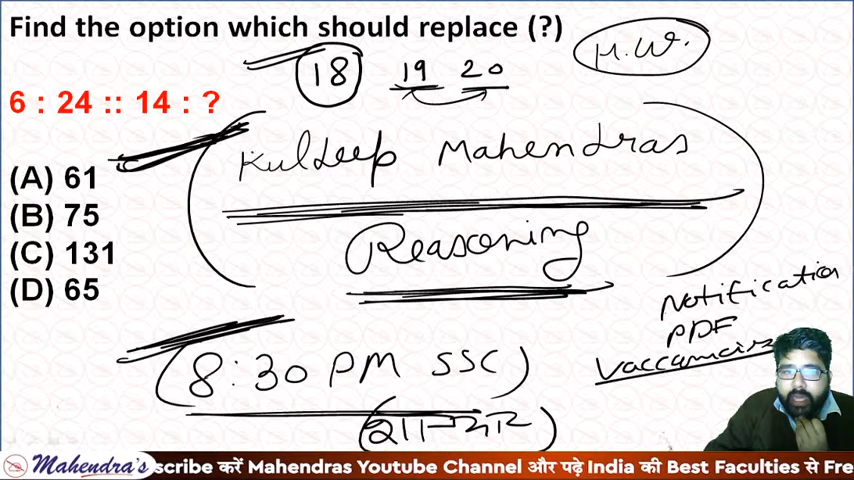 Find the option which should replace (?)
H.W.
18 19 20
6 : 24 :: 14 : ?
Kuldeep Mahendras
(A) 61
(B) 75
Reasoning
(C) 131
(D) 65
Notification
PDF
8:30 PM SSC
Mahendra's
scribe करें Mahendras Youtube Channel और पढ़े India की Best Faculties से Fre